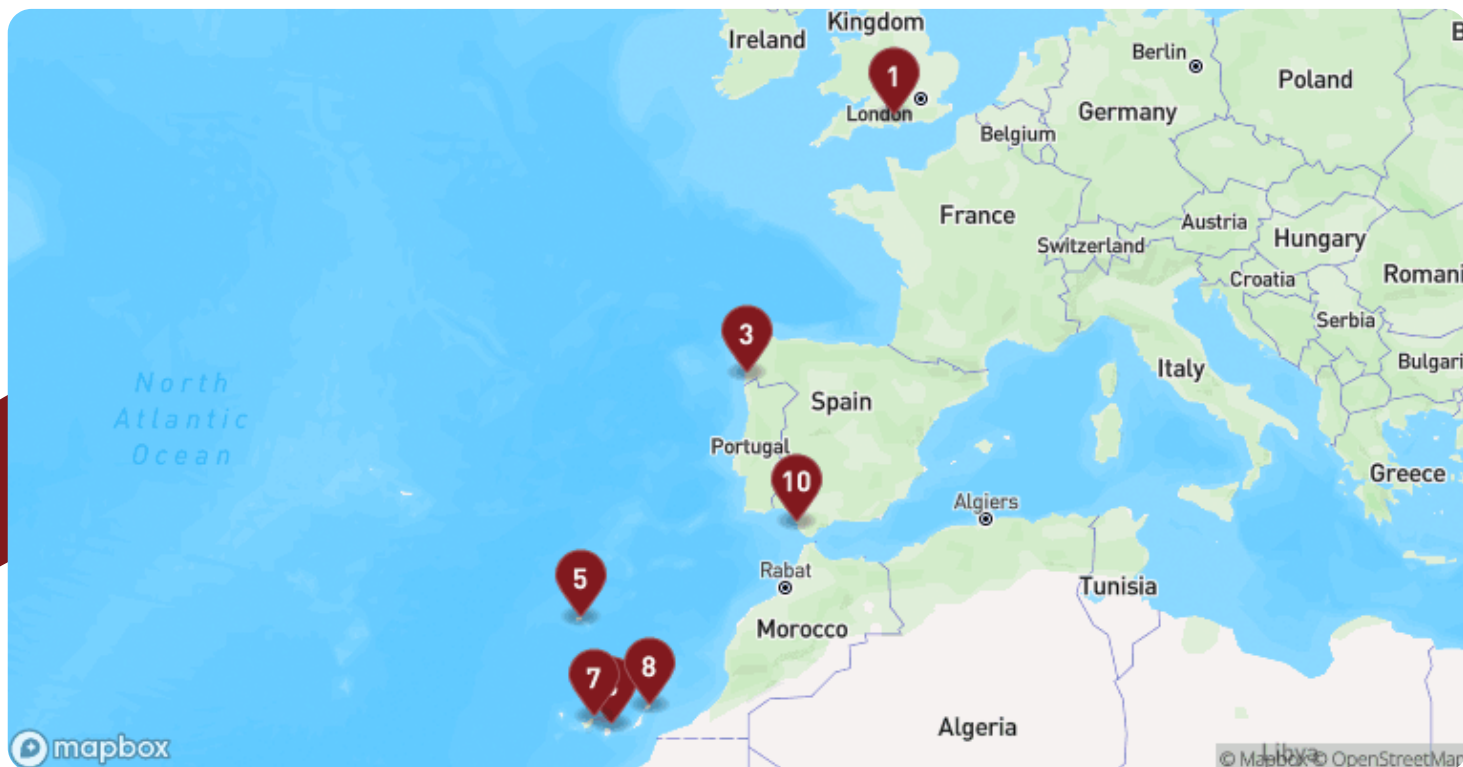 Kingdom
Ireland
B
Berlin
1
Poland
London
Germany
Belgium
France
Austria
Switzerland
Hungary
Croatia
Romani
Serbia
3
Bulgari
Italy
North
Atlantic
Ocean
Spain
Portugal
Greece
10
Algiers
5
Rabat
Tunisia
Morocco
7
8
Algeria
mapbox
Libya
© Mapbox © OpenStreetMap